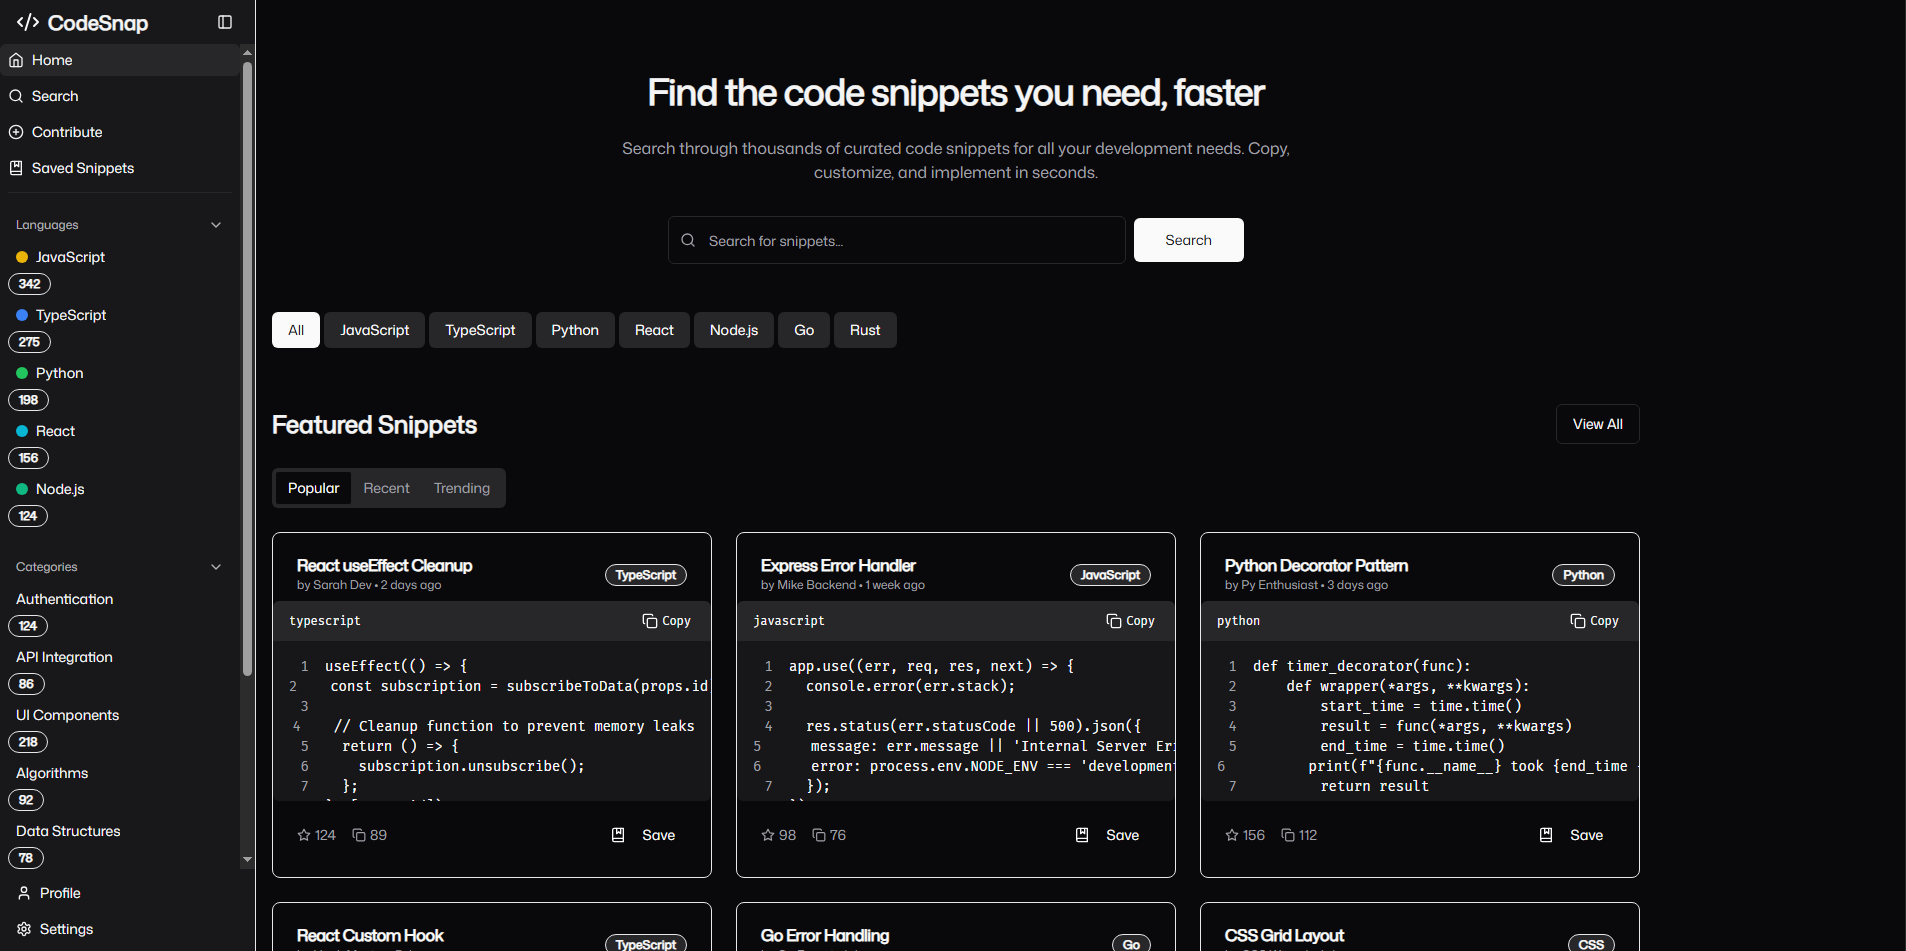 CodeSnap
Home
Search
Contribute
Saved Snippets
Languages
JavaScript
342
TypeScript
275
Python
198
React
156
Node.js
124
Categories
Authentication
124
API Integration
86
UI Components
218
Algorithms
92
Data Structures
78
Profile
Settings
Find the code snippets you need, faster
Search through thousands of curated code snippets for all your development needs. Copy,
customize, and implement in seconds.
Search for snippets...
Search
All JavaScript TypeScript Python React Node.js Go Rust
Featured Snippets
View All
Popular Recent Trending
React useEffect Cleanup
by Sarah Dev • 2 days ago
TypeScript
typescript
Copy
1 useEffect(() => {
2 const subscription = subscribeToData(props.id
3
4 // Cleanup function to prevent memory leaks
5 return () => {
6 subscription.unsubscribe();
7 };
124 89
Save
Express Error Handler
by Mike Backend • 1 week ago
JavaScript
javascript
Copy
1 app.use((err, req, res, next) => {
2 console.error(err.stack);
3
4 res.status(err.statusCode || 500).json({
5 message: err.message || 'Internal Server Er
6 error: process.env.NODE_ENV === 'developmen
7 });
98 76
Save
Python Decorator Pattern
by Py Enthusiast • 3 days ago
Python
python
Copy
1 def timer_decorator(func):
2 def wrapper(*args, **kwargs):
3 start_time = time.time()
4 result = func(*args, **kwargs)
5 end_time = time.time()
6 print(f"{func.__name__} took {end_time
7 return result
156 112
Save
React Custom Hook
TypeScript
Go Error Handling
Go
CSS Grid Layout
CSS